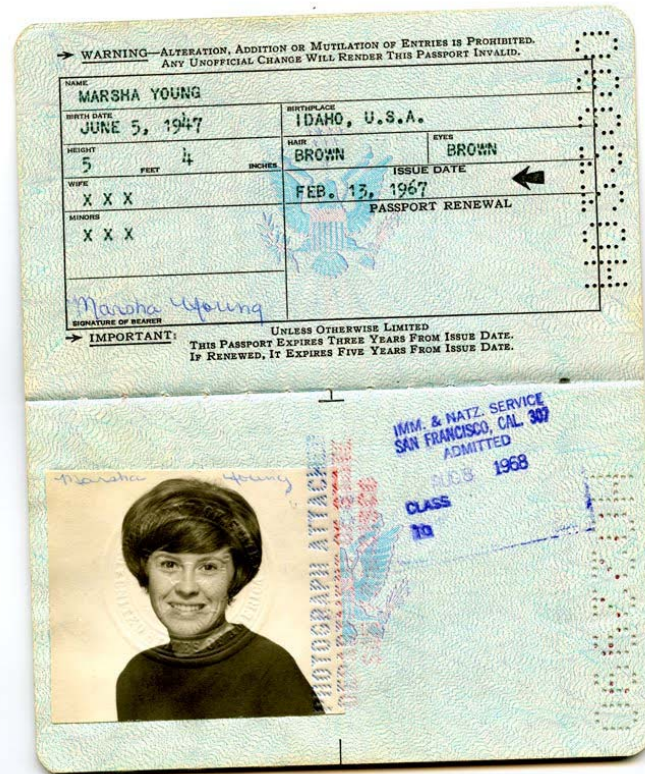 → WARNING—ALTERATION, ADDITION OR MUTILATION OF ENTRIES IS PROHIBITED.
ANY UNOFFICIAL CHANGE WILL RENDER THIS PASSPORT INVALID.
NAME
MARSHA YOUNG
BIRTH DATE BIRTHPLACE
JUNE 5, 1947 IDAHO, U.S.A.
HEIGHT HAIR EYES
5 FEET 4 INCHES BROWN BROWN
WIFE ISSUE DATE
X X X FEB. 13, 1967
MINORS PASSPORT RENEWAL
X X X
Marsha Young
SIGNATURE OF BEARER
→ IMPORTANT: UNLESS OTHERWISE LIMITED
THIS PASSPORT EXPIRES THREE YEARS FROM ISSUE DATE.
IF RENEWED, IT EXPIRES FIVE YEARS FROM ISSUE DATE.
IMM. & NATZ. SERVICE
SAN FRANCISCO, CAL. 307
ADMITTED
AUG 8 1968
CLASS
TO
Marsha Young
PHOTOGRAPH ATTACHED